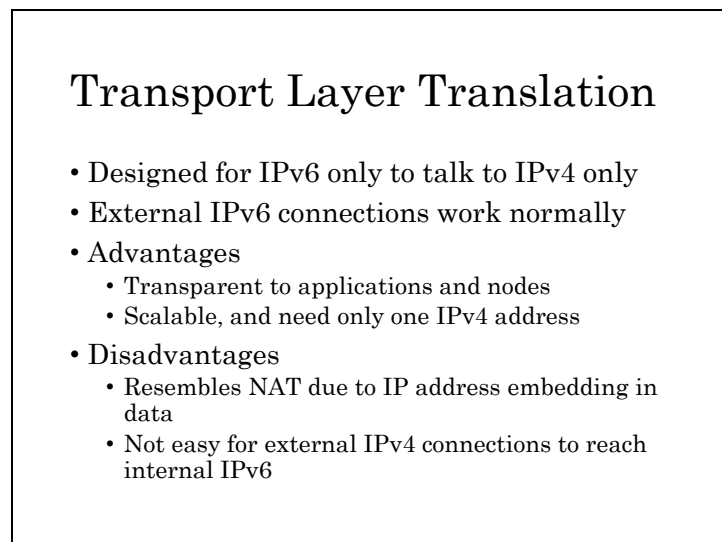 Transport Layer Translation
• Designed for IPv6 only to talk to IPv4 only
• External IPv6 connections work normally
• Advantages
• Transparent to applications and nodes
• Scalable, and need only one IPv4 address
• Disadvantages
• Resembles NAT due to IP address embedding in
data
• Not easy for external IPv4 connections to reach
internal IPv6